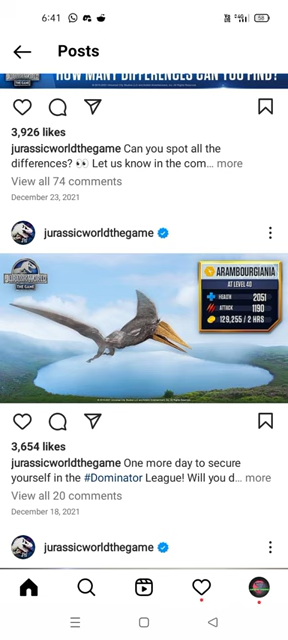 6:41
58
Posts
HOW MANY DIFFERENCES CAN YOU FIND?
3,926 likes
jurassicworldthegame Can you spot all the
differences? 👀 Let us know in the com... more
View all 74 comments
December 23, 2021
jurassicworldthegame
JURASSIC WORLD
THE GAME
ARAMBOURGIANIA
AT LEVEL 40
HEALTH 2051
ATTACK 1190
129,255 / 2 HRS
3,654 likes
jurassicworldthegame One more day to secure
yourself in the #Dominator League! Will you d... more
View all 20 comments
December 18, 2021
jurassicworldthegame